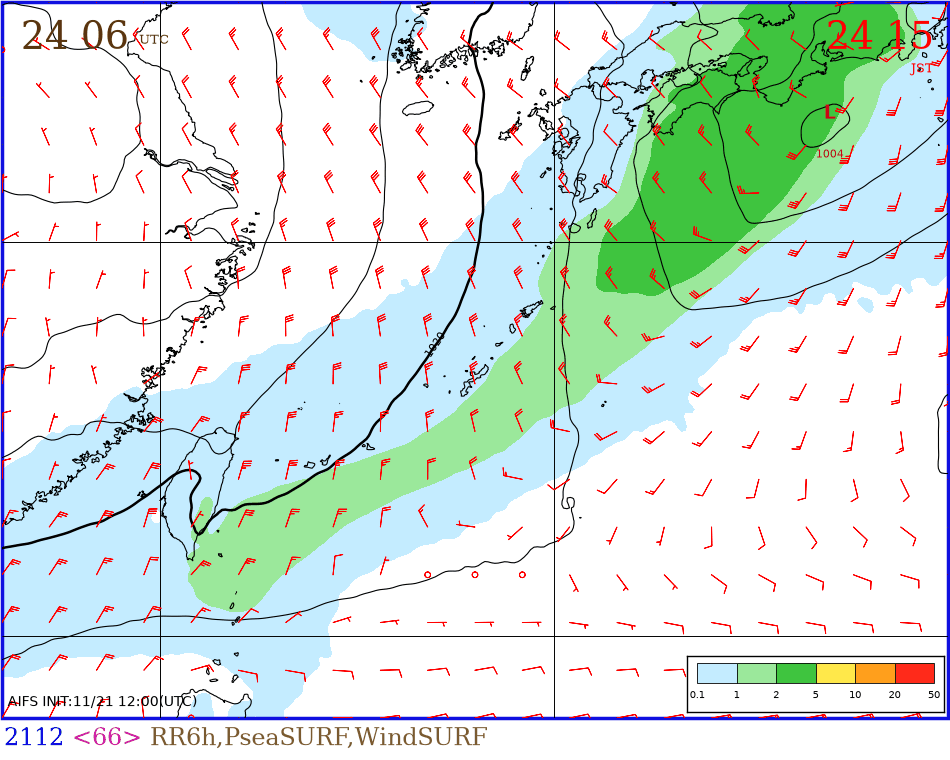 24 06 UTC
24 15
JST
L
1004
1020
AIFS INIT:11/21 12:00(UTC)
0.1 1 2 5 10 20 50
2112 <66> RR6h,PseaSURF,WindSURF